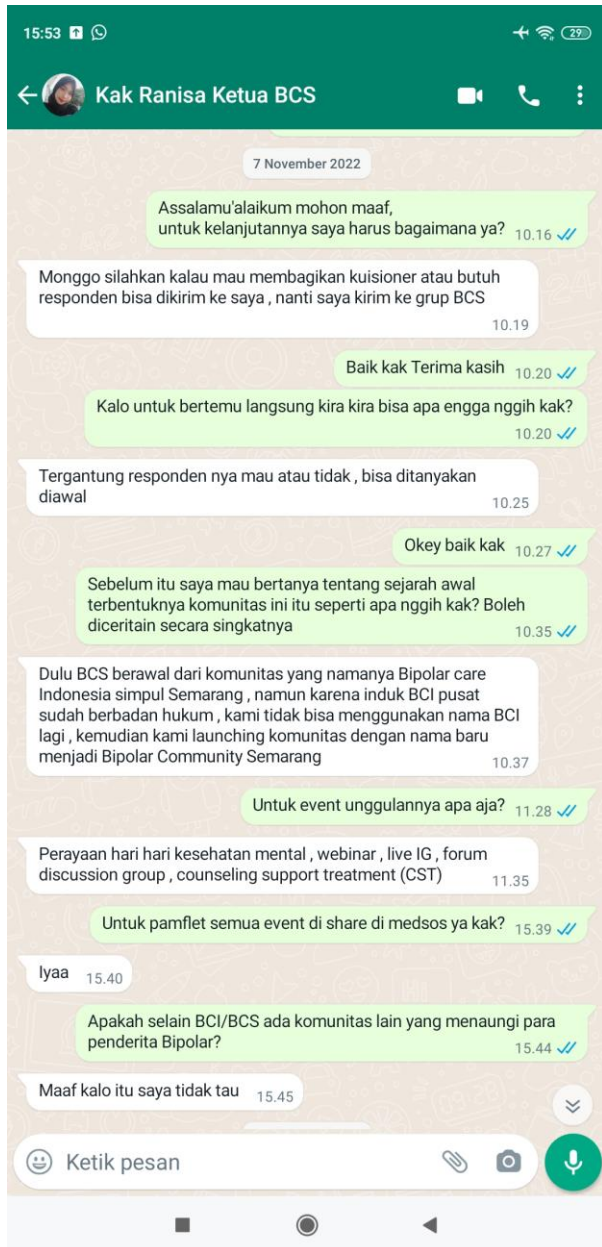 15:53
29
Kak Ranisa Ketua BCS
7 November 2022
Assalamu'alaikum mohon maaf,
untuk kelanjutannya saya harus bagaimana ya? 10.16
Monggo silahkan kalau mau membagikan kuisioner atau butuh
responden bisa dikirim ke saya , nanti saya kirim ke grup BCS
10.19
Baik kak Terima kasih 10.20
Kalo untuk bertemu langsung kira kira bisa apa engga nggih kak?
10.20
Tergantung responden nya mau atau tidak , bisa ditanyakan
diawal
10.25
Okey baik kak 10.27
Sebelum itu saya mau bertanya tentang sejarah awal
terbentuknya komunitas ini itu seperti apa nggih kak? Boleh
diceritain secara singkatnya
10.35
Dulu BCS berawal dari komunitas yang namanya Bipolar care
Indonesia simpul Semarang , namun karena induk BCI pusat
sudah berbadan hukum , kami tidak bisa menggunakan nama BCI
lagi , kemudian kami launching komunitas dengan nama baru
menjadi Bipolar Community Semarang
10.37
Untuk event unggulannya apa aja? 11.28
Perayaan hari hari kesehatan mental , webinar , live IG , forum
discussion group , counseling support treatment (CST)
11.35
Untuk pamflet semua event di share di medsos ya kak? 15.39
Iyaa 15.40
Apakah selain BCI/BCS ada komunitas lain yang menaungi para
penderita Bipolar?
15.44
Maaf kalo itu saya tidak tau 15.45
Ketik pesan